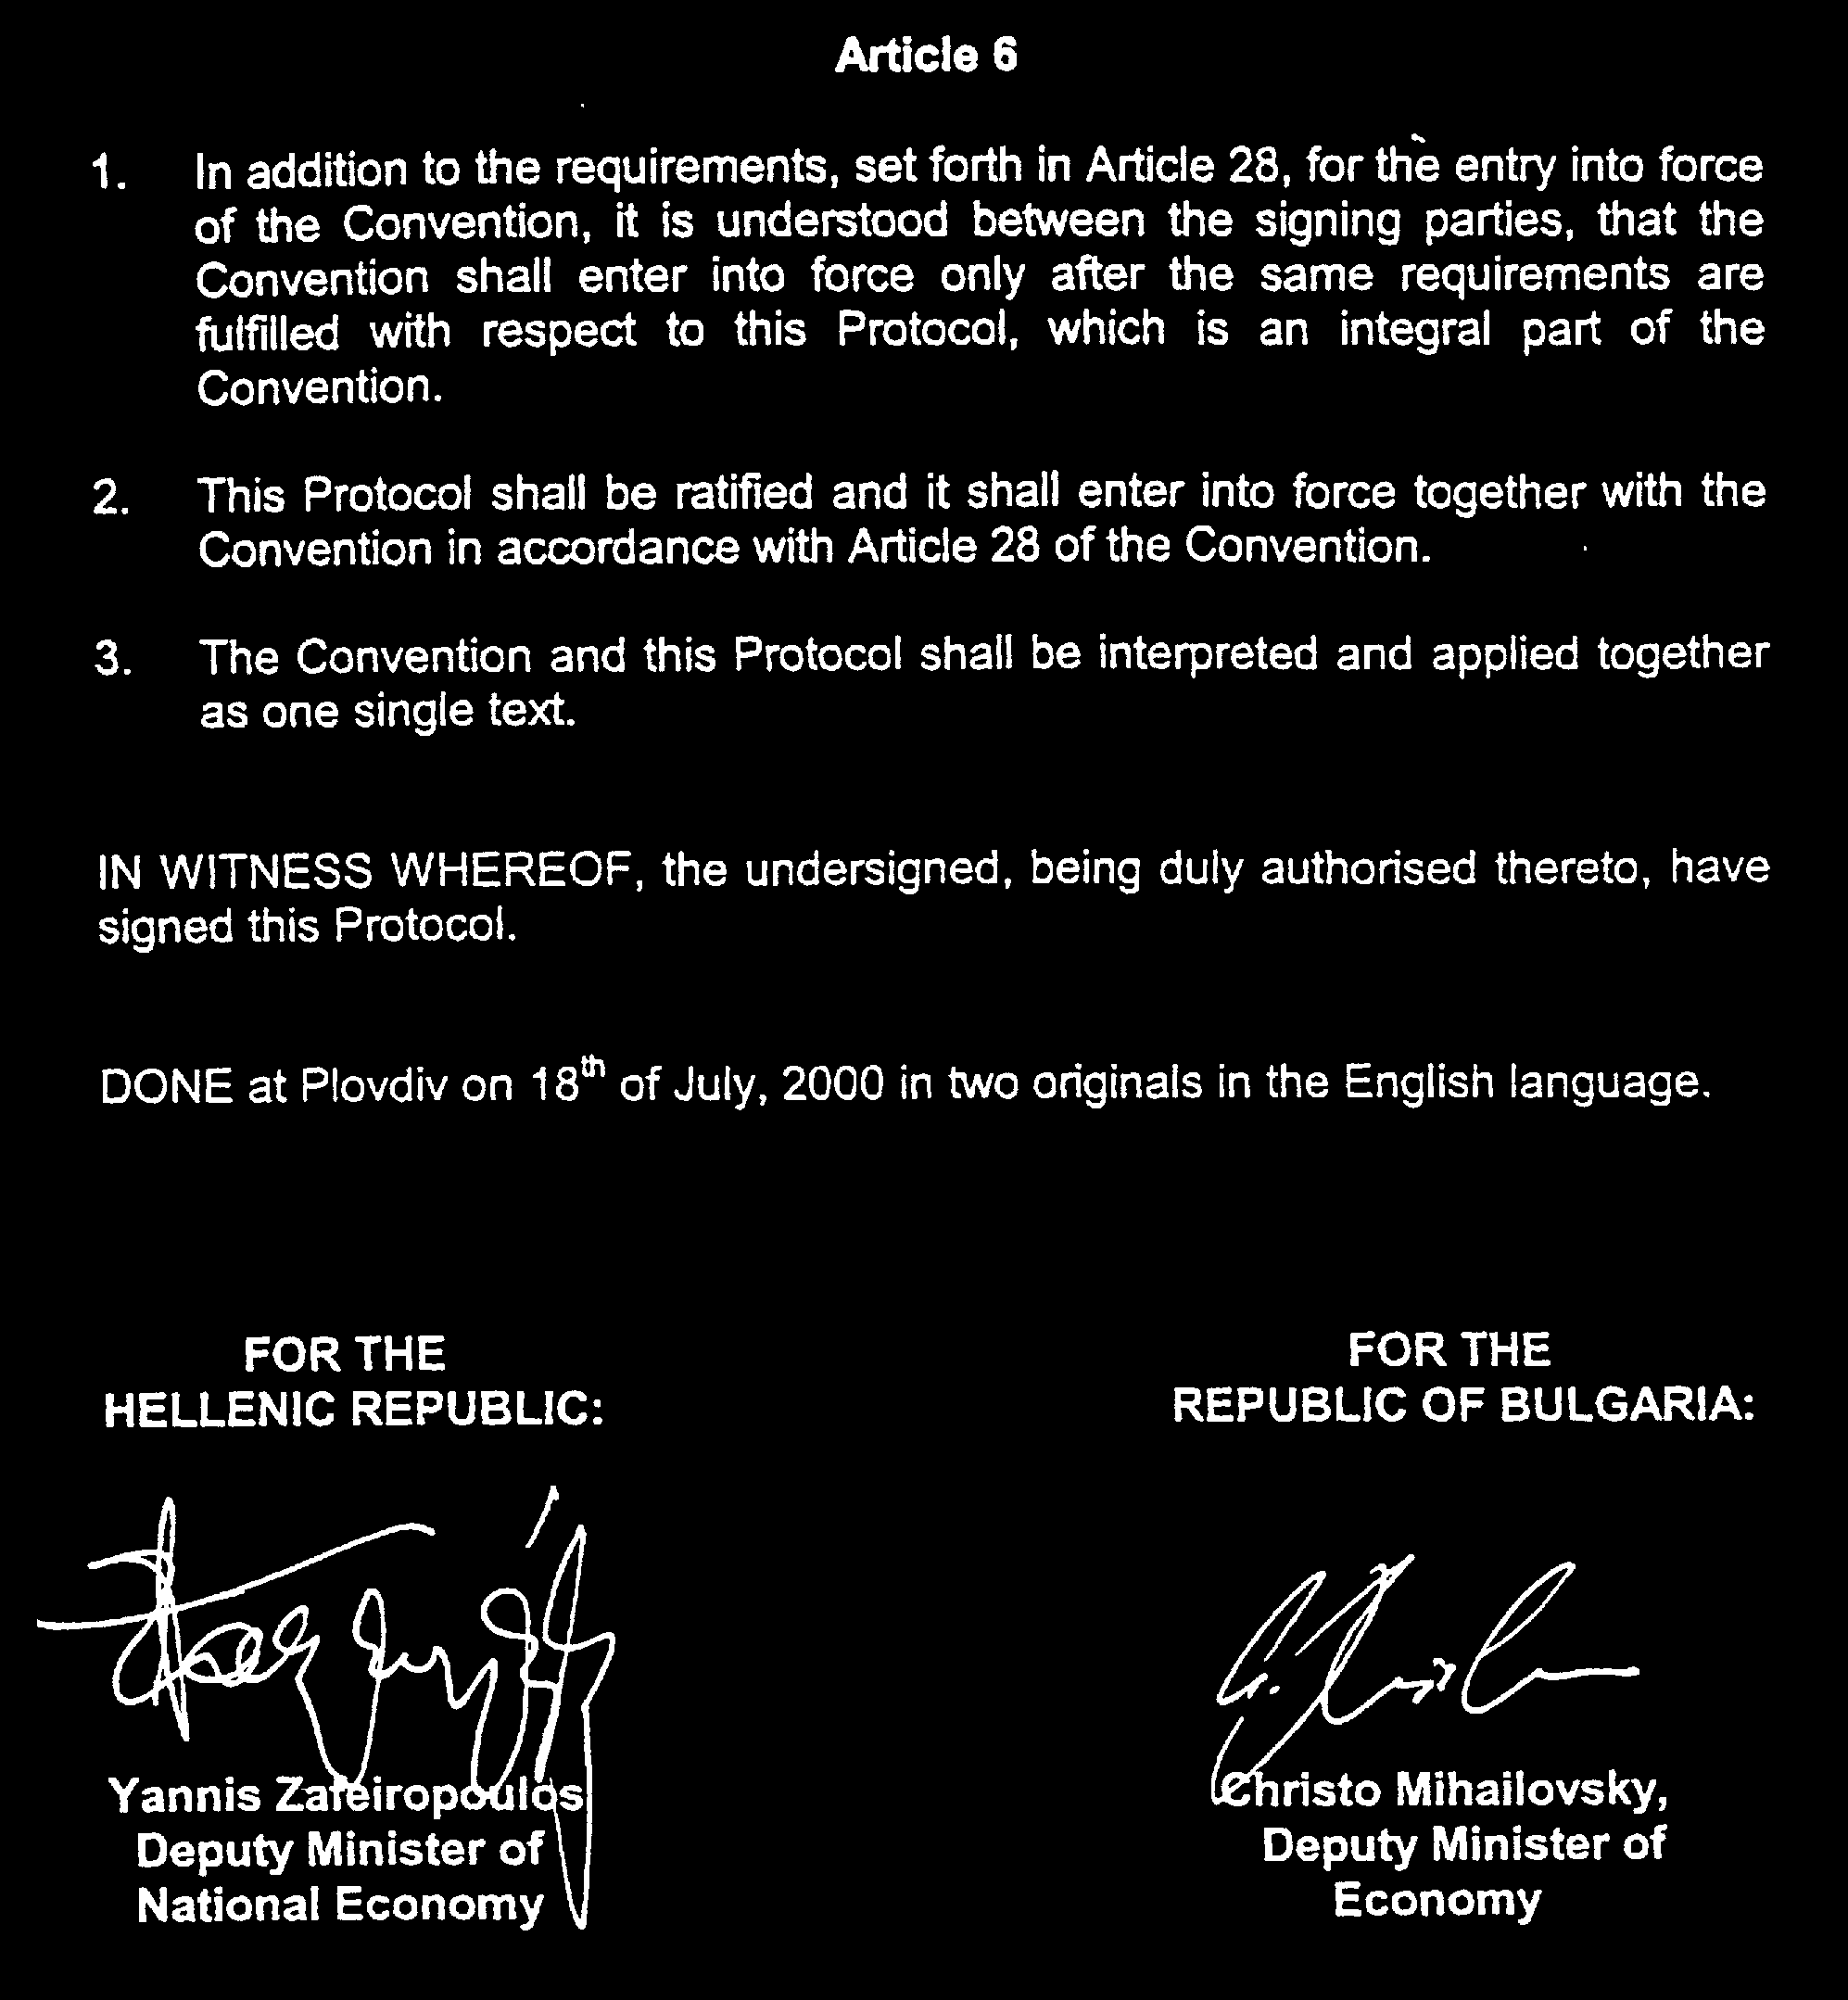 Article 6
1. In addition to the requirements, set forth in Article 28, for the entry into force
of the Convention, it is understood between the signing parties, that the
Convention shall enter into force only after the same requirements are
fulfilled with respect to this Protocol, which is an integral part of the
Convention.
2. This Protocol shall be ratified and it shall enter into force together with the
Convention in accordance with Article 28 of the Convention.
3. The Convention and this Protocol shall be interpreted and applied together
as one single text.
IN WITNESS WHEREOF, the undersigned, being duly authorised thereto, have
signed this Protocol.
DONE at Plovdiv on 18th of July, 2000 in two originals in the English language.
FOR THE
HELLENIC REPUBLIC:
Yannis Zafeiropoulos
Deputy Minister of
National Economy
FOR THE
REPUBLIC OF BULGARIA:
Christo Mihailovsky,
Deputy Minister of
Economy